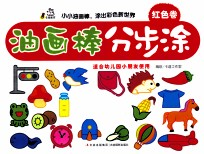 小小油画棒，涂出彩色新世界
红色卷
油画棒分步涂
适合幼儿园小朋友使用